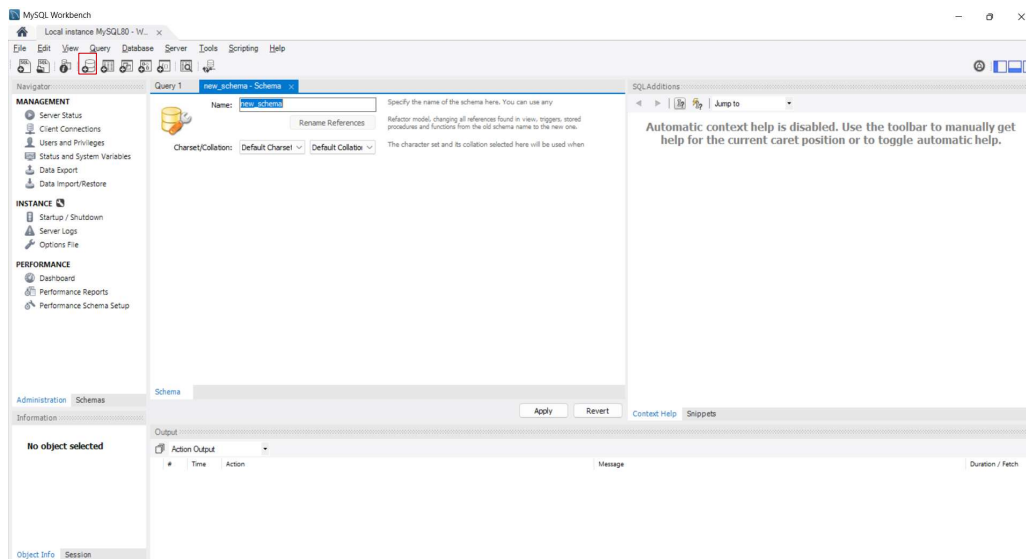 MySQL Workbench
Local instance MySQL80 - W... ×
File Edit View Query Database Server Tools Scripting Help
Navigator
MANAGEMENT
Server Status
Client Connections
Users and Privileges
Status and System Variables
Data Export
Data Import/Restore
INSTANCE
Startup / Shutdown
Server Logs
Options File
PERFORMANCE
Dashboard
Performance Reports
Performance Schema Setup
Administration Schemas
Information
No object selected
Object Info Session
Query 1 new_schema - Schema ×
Name: new_schema
Specify the name of the schema here. You can use any
Rename References
Refactor model, changing all references found in view, triggers, stored
procedures and functions from the old schema name to the new one.
Charset/Collation: Default Charset Default Collation
The character set and its collation selected here will be used when
Schema
Apply Revert
SQLAdditions
Jump to
Automatic context help is disabled. Use the toolbar to manually get
help for the current caret position or to toggle automatic help.
Context Help Snippets
Output
Action Output
# Time Action Message Duration / Fetch